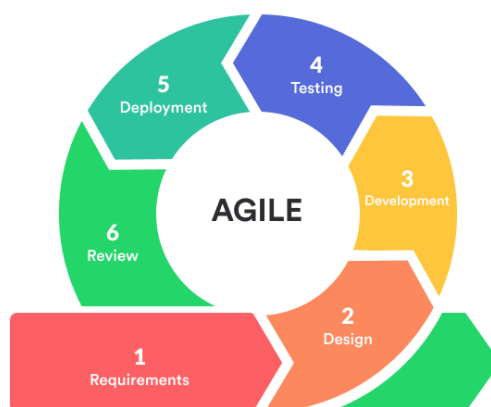 AGILE
1
Requirements
2
Design
3
Development
4
Testing
5
Deployment
6
Review